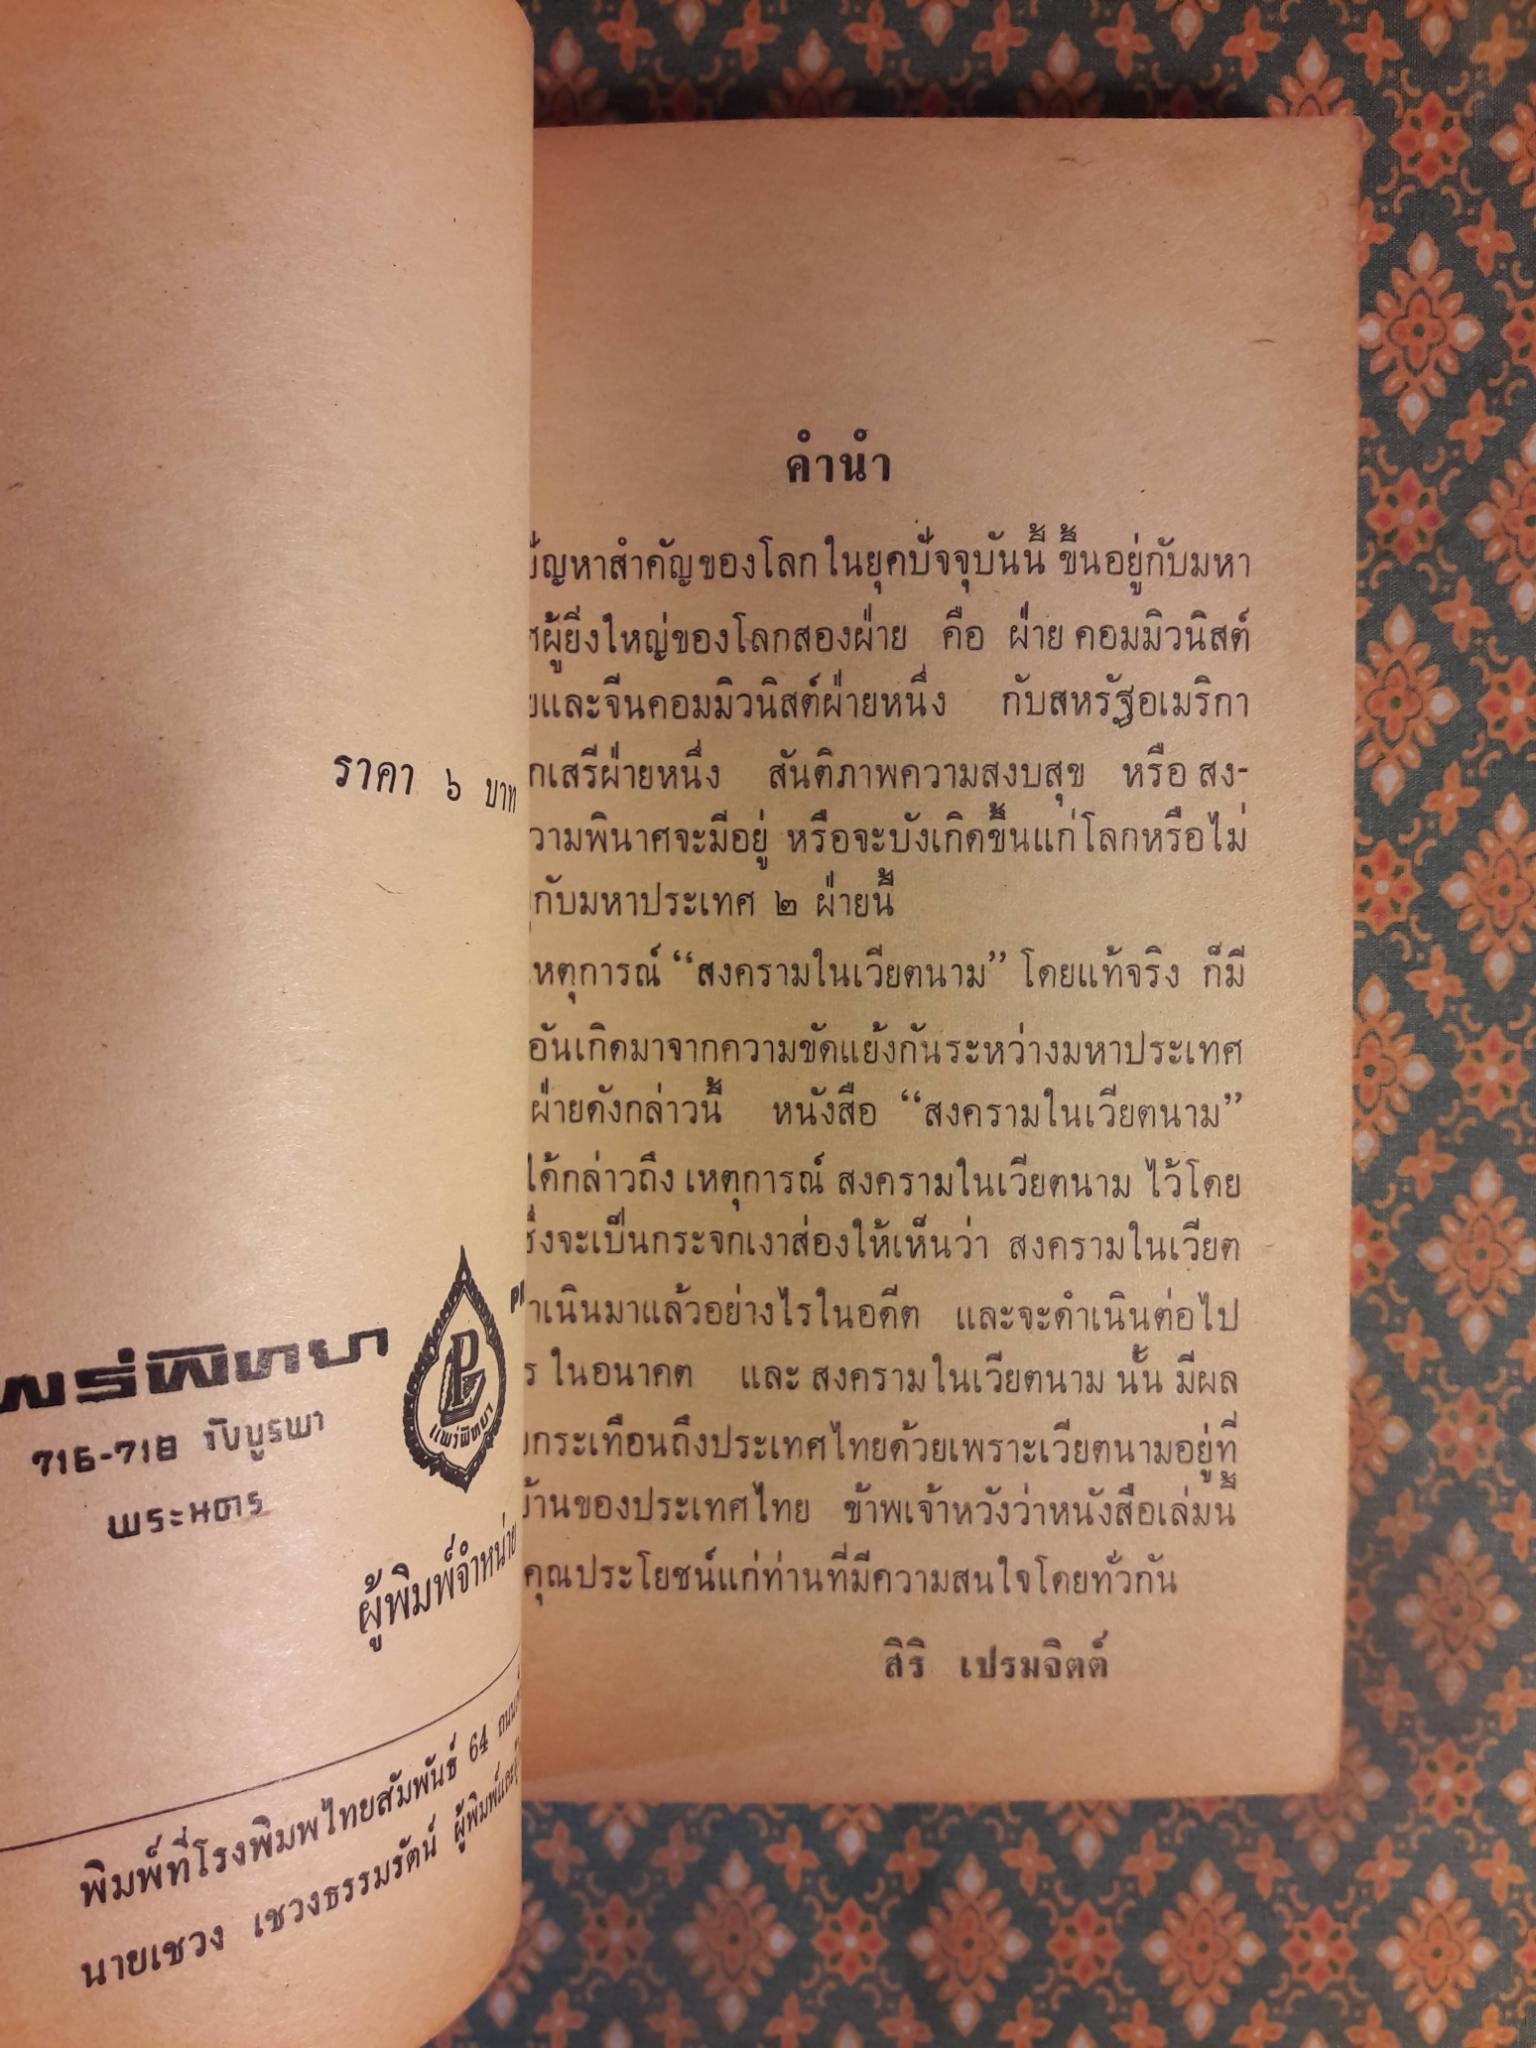 ราคา ๖ บาท
แพร่พิทยา
แพร่พิทยา
716-718 วังบูรพา
พระนคร
ผู้พิมพ์จำหน่าย
พิมพ์ที่โรงพิมพ์ไทยสัมพันธ์ 64
นายเชวง เชวงธรรมรัตน์ ผู้พิมพ์และ
คำนำ
ปัญหาสำคัญของโลกในยุคปัจจุบันนี้ ขึ้นอยู่กับมหา
ผู้ยิ่งใหญ่ของโลกสองฝ่าย คือ ฝ่าย คอมมิวนิสต์
และจีนคอมมิวนิสต์ฝ่ายหนึ่ง กับสหรัฐอเมริกา
เสรีฝ่ายหนึ่ง สันติภาพความสงบสุข หรือ สง-
ความพินาศจะมีอยู่ หรือจะบังเกิดขึ้นแก่โลกหรือไม่
กับมหาประเทศ ๒ ฝ่ายนี้
เหตุการณ์ “สงครามในเวียตนาม” โดยแท้จริง ก็มี
อันเกิดมาจากความขัดแย้งกันระหว่างมหาประเทศ
ฝ่ายดังกล่าวนี้ หนังสือ “สงครามในเวียตนาม”
ได้กล่าวถึง เหตุการณ์ สงครามในเวียตนาม ไว้โดย
ซึ่งจะเป็นกระจกเงาส่องให้เห็นว่า สงครามในเวียต
เนินมาแล้วอย่างไรในอดีต และจะดำเนินต่อไป
ในอนาคต และ สงครามในเวียตนาม นั้น มีผล
กระเทือนถึงประเทศไทยด้วยเพราะเวียตนามอยู่ที่
บ้านของประเทศไทย ข้าพเจ้าหวังว่าหนังสือเล่มนี้
คุณประโยชน์แก่ท่านที่มีความสนใจโดยทั่วกัน
สิริ เปรมจิตต์